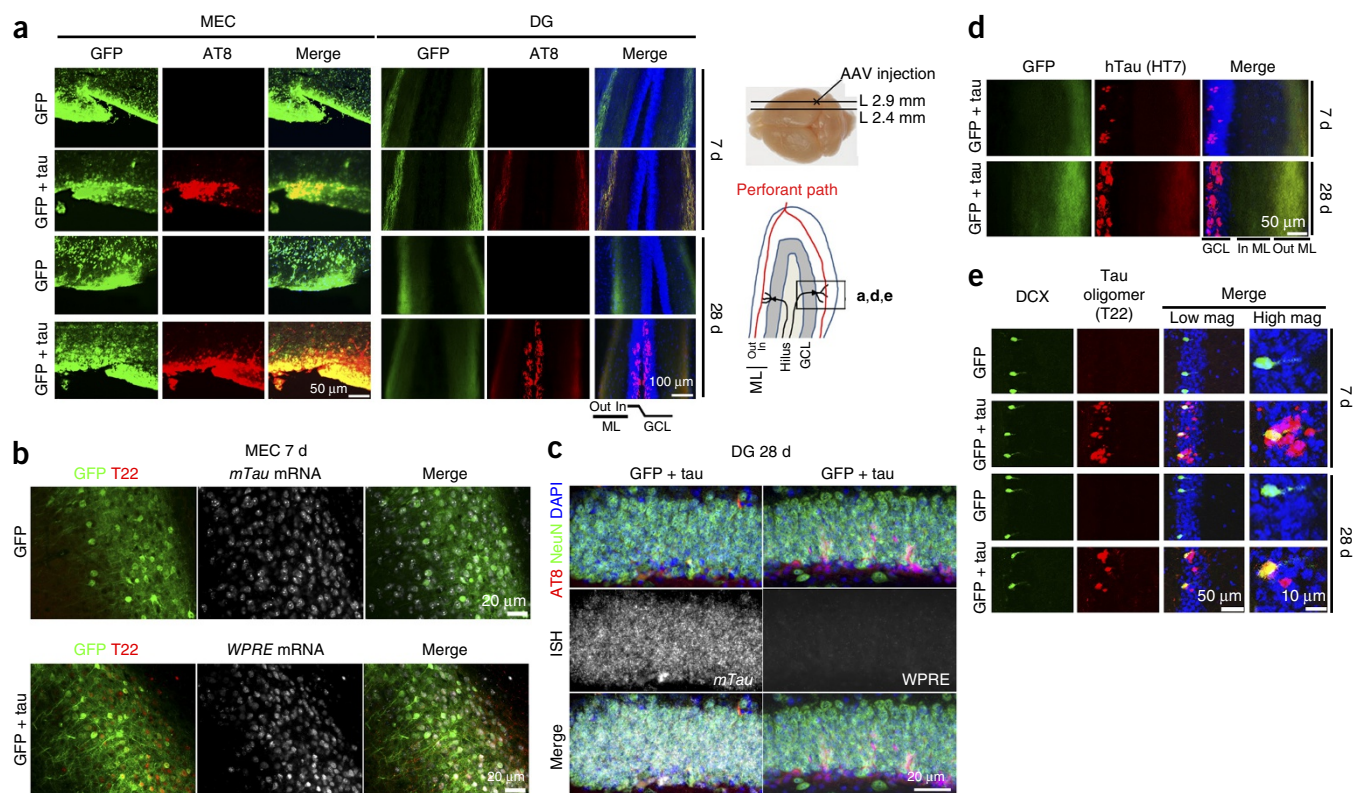 a
MEC
DG
GFP
AT8
Merge
GFP
AT8
Merge
GFP
GFP + tau
7 d
GFP
GFP + tau
28 d
50 μm
100 μm
Out In
ML
GCL
AAV injection
L 2.9 mm
L 2.4 mm
Perforant path
a,d,e
Out
In
ML
Hilus
GCL
b
MEC 7 d
GFP T22
mTau mRNA
Merge
GFP
20 μm
GFP T22
WPRE mRNA
Merge
GFP + tau
20 μm
c
DG 28 d
GFP + tau
GFP + tau
AT8 NeuN DAPI
ISH
mTau
WPRE
Merge
20 μm
d
GFP
hTau (HT7)
Merge
GFP + tau
7 d
GFP + tau
28 d
50 μm
GCL
In ML
Out ML
e
DCX
Tau
oligomer
(T22)
Merge
Low mag
High mag
GFP
GFP + tau
7 d
GFP
GFP + tau
28 d
50 μm
10 μm